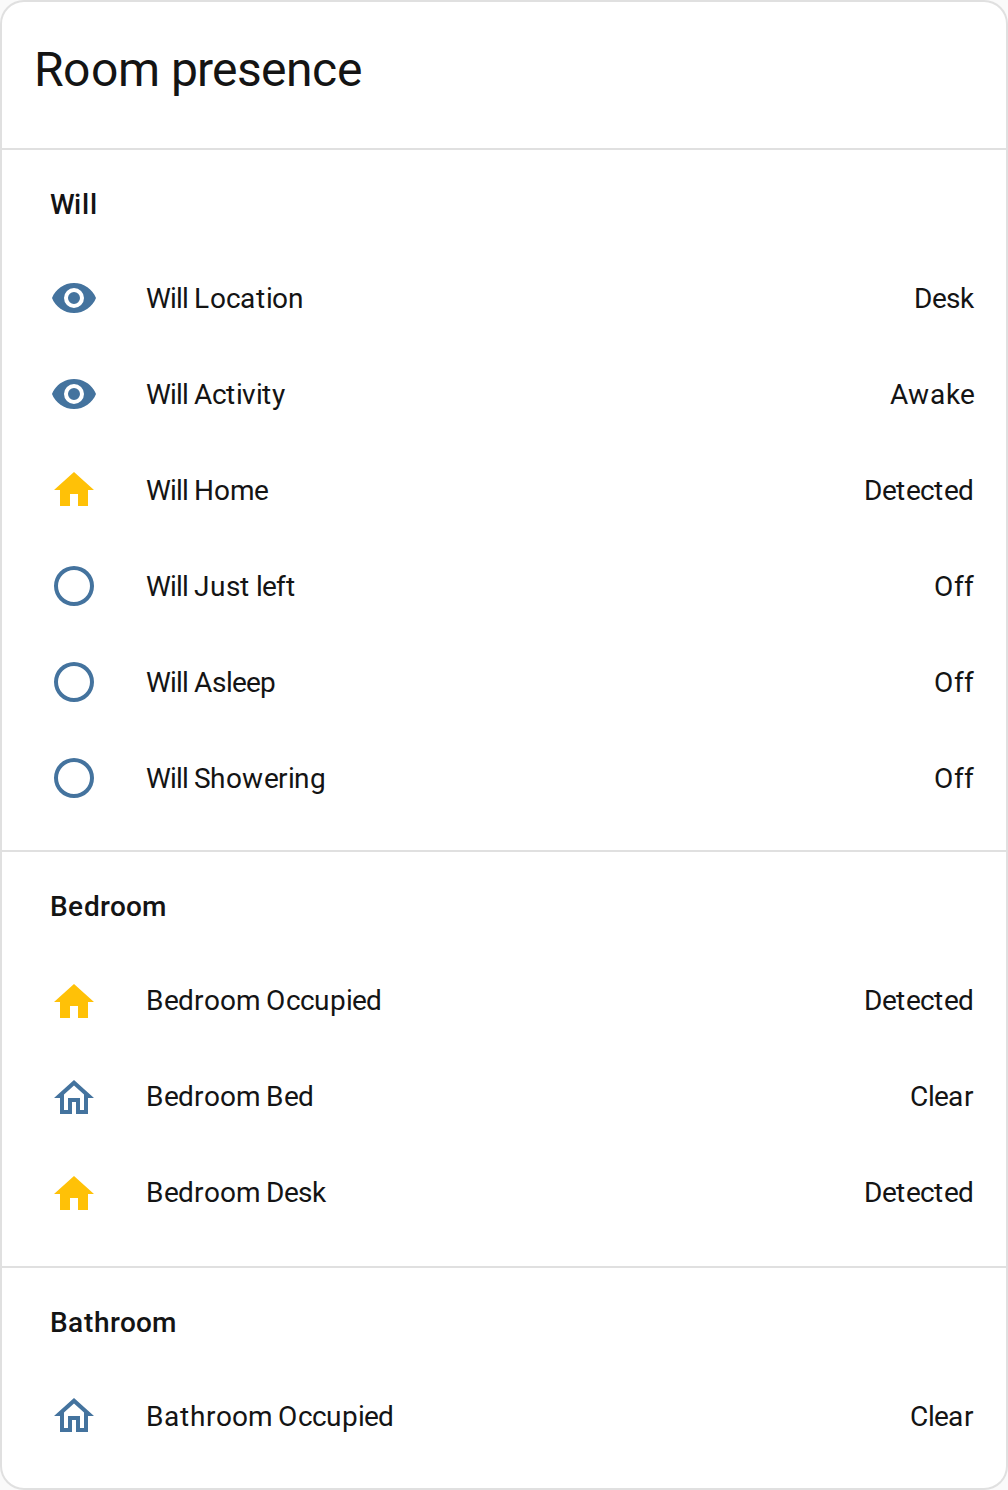 Room presence
Will
Will Location Desk
Will Activity Awake
Will Home Detected
Will Just left Off
Will Asleep Off
Will Showering Off
Bedroom
Bedroom Occupied Detected
Bedroom Bed Clear
Bedroom Desk Detected
Bathroom
Bathroom Occupied Clear